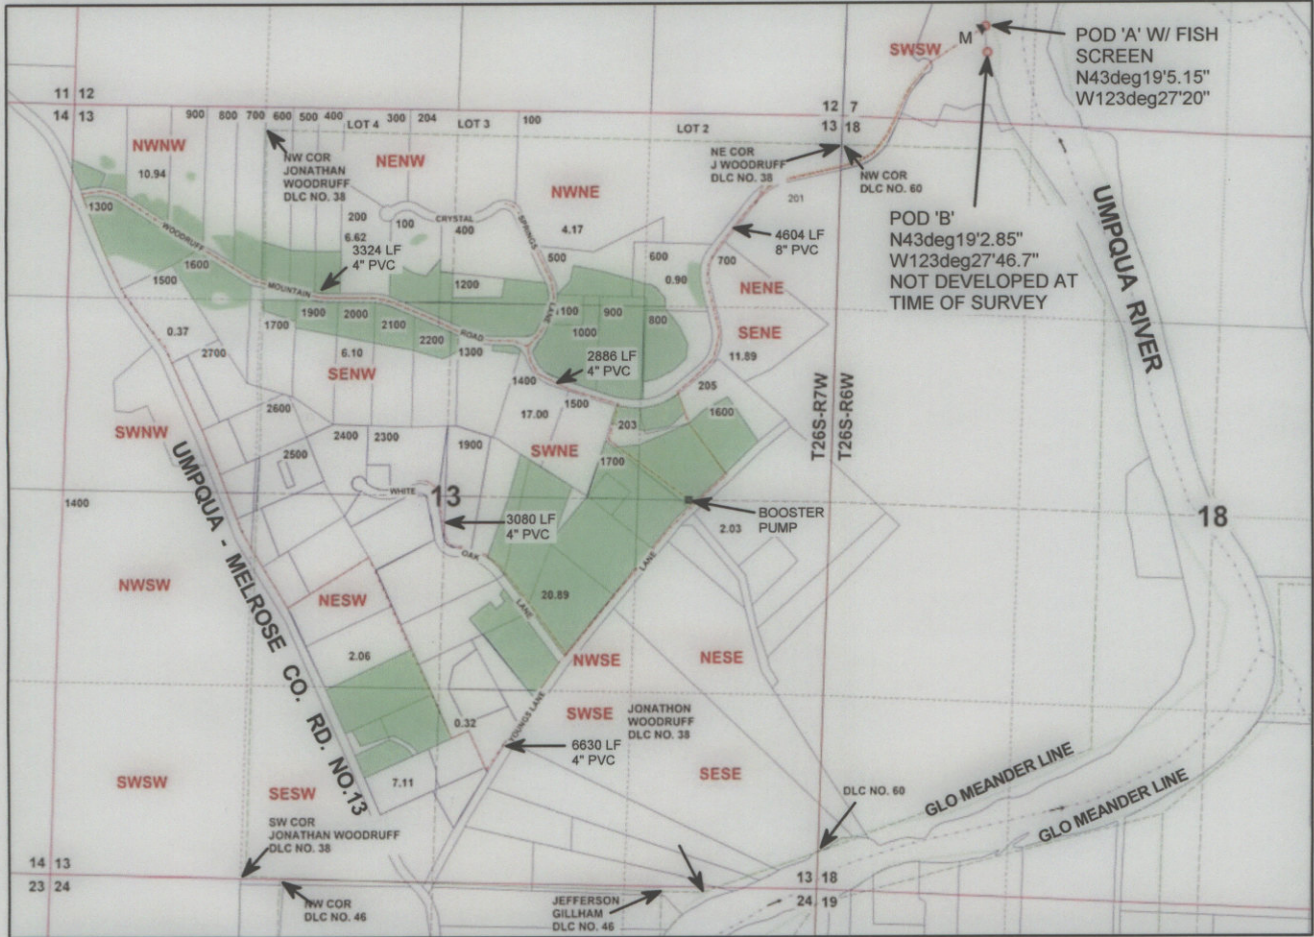 POD 'A' W/ FISH
SCREEN
N43deg19'5.15"
W123deg27'20"
M
SWSW
11 12
14 13
12 7
13 18
900
800
700
600
500
400
LOT 4
300
204
LOT 3
100
LOT 2
NWNW
10.94
NW COR
JONATHAN
WOODRUFF
DLC NO. 38
NENW
NWNE
4.17
NE COR
J WOODRUFF
DLC NO. 38
NW COR
DLC NO. 60
201
POD 'B'
N43deg19'2.85"
W123deg27'46.7"
NOT DEVELOPED AT
TIME OF SURVEY
UMPQUA RIVER
1300
WOODRUFF
MOUNTAIN
ROAD
200
6.62
100
CRYSTAL
400
SPRINGS
LANE
3324 LF
4" PVC
4604 LF
8" PVC
500
600
0.90
700
NENE
SENE
11.89
1600
1500
1200
1700
1900
2000
2100
2200
1300
1100
900
1000
800
0.37
2700
6.10
SENW
2886 LF
4" PVC
1400
1500
17.00
205
203
1600
T26S-R7W
T26S-R6W
SWNW
2600
2400
2300
2500
1900
SWNE
1700
1400
UMPQUA - MELROSE CO. RD. NO.13
WHITE
OAK
LANE
13
3080 LF
4" PVC
BOOSTER
PUMP
2.03
18
NWSW
NESW
20.89
LANE
2.06
NWSE
NESE
0.32
YOUNGS LANE
SWSE
JONATHON
WOODRUFF
DLC NO. 38
6630 LF
4" PVC
7.11
SWSW
SESW
SESE
DLC NO. 60
GLO MEANDER LINE
GLO MEANDER LINE
SW COR
JONATHAN WOODRUFF
DLC NO. 38
14 13
23 24
NW COR
DLC NO. 46
JEFFERSON
GILLHAM
DLC NO. 46
13 18
24 19